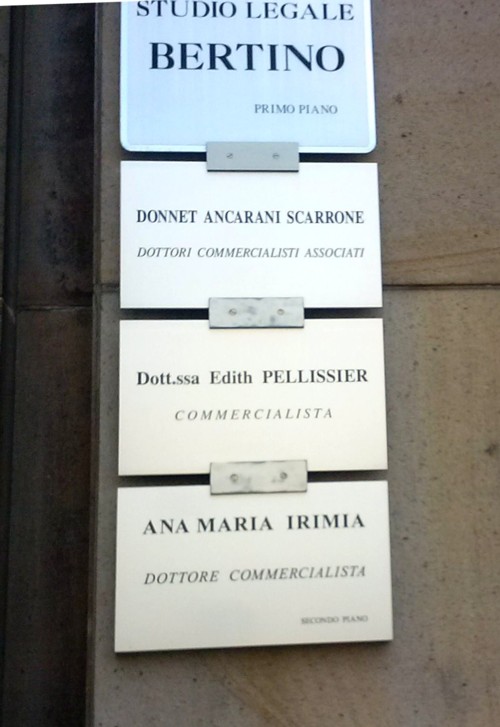 STUDIO LEGALE
BERTINO
PRIMO PIANO
DONNET ANCARANI SCARRONE
DOTTORI COMMERCIALISTI ASSOCIATI
Dott.ssa Edith PELLISSIER
COMMERCIALISTA
ANA MARIA IRIMIA
DOTTORE COMMERCIALISTA
SECONDO PIANO